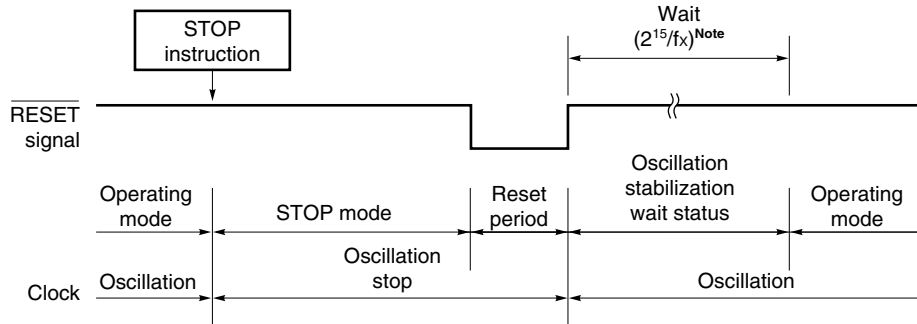 STOP
instruction
Wait
(2¹⁵/fx)ᴺᵒᵗᵉ
RESET
signal
Operating
mode
STOP mode
Reset
period
Oscillation
stabilization
wait status
Operating
mode
Clock
Oscillation
Oscillation
stop
Oscillation